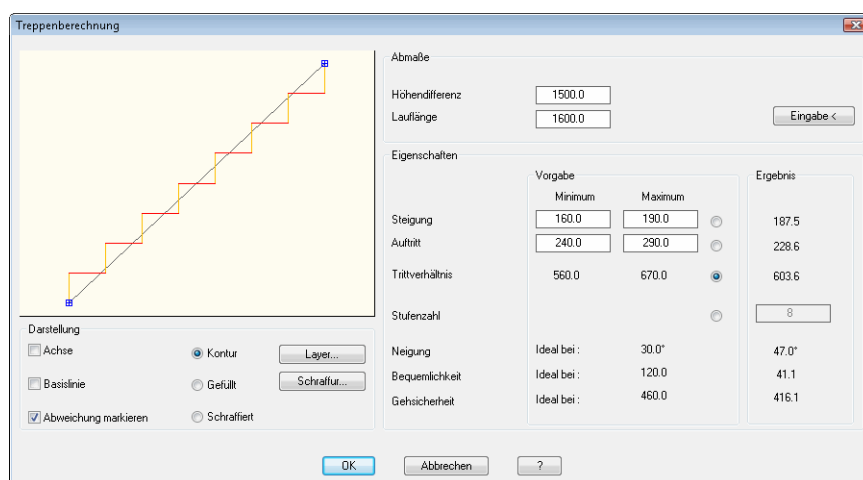 Treppenberechnung
Abmaße
Höhendifferenz 1500.0
Lauflänge 1600.0 Eingabe <
Eigenschaften
Vorgabe Ergebnis
Minimum Maximum
Steigung 160.0 190.0 187.5
Auftritt 240.0 290.0 228.6
Trittverhältnis 560.0 670.0 603.6
Stufenzahl 8
Neigung Ideal bei : 30.0° 47.0°
Bequemlichkeit Ideal bei : 120.0 41.1
Gehsicherheit Ideal bei : 460.0 416.1
Darstellung
Achse Kontur Layer...
Basislinie Gefüllt Schraffur...
Abweichung markieren Schraffiert
OK Abbrechen ?